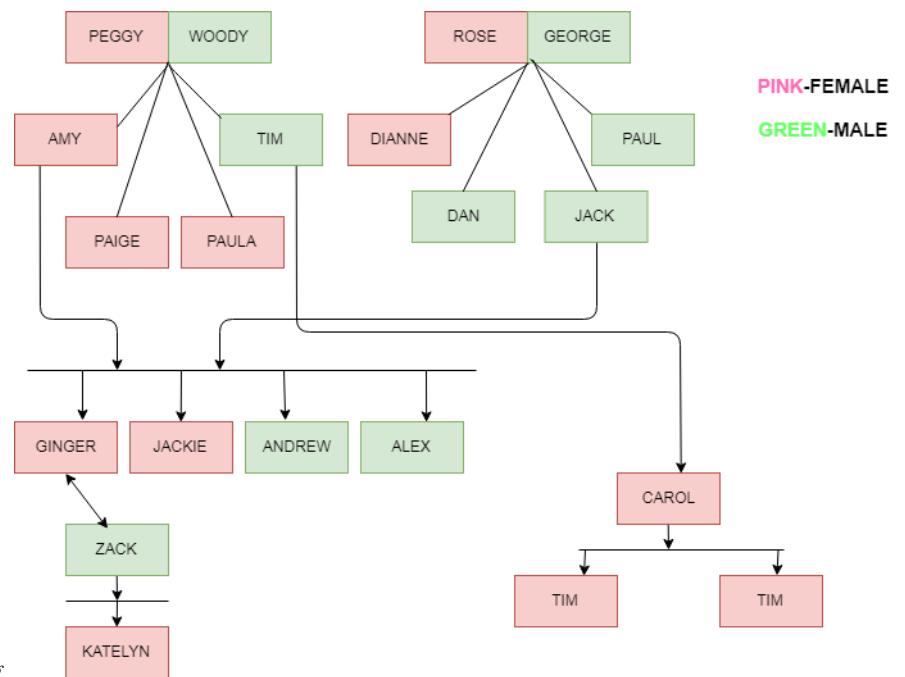 PEGGY WOODY ROSE GEORGE
PINK-FEMALE
GREEN-MALE
AMY TIM DIANNE PAUL
DAN JACK
PAIGE PAULA
GINGER JACKIE ANDREW ALEX
CAROL
ZACK
TIM TIM
KATELYN